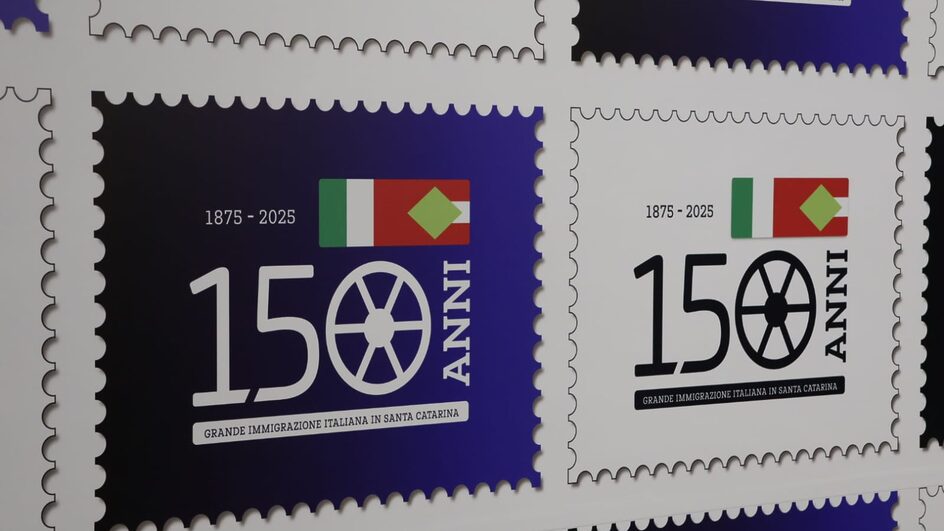 1875 - 2025
150
ANNI
GRANDE IMMIGRAZIONE ITALIANA IN SANTA CATARINA
1875 - 2025
150
ANNI
GRANDE IMMIGRAZIONE ITALIANA IN SANTA CATARINA